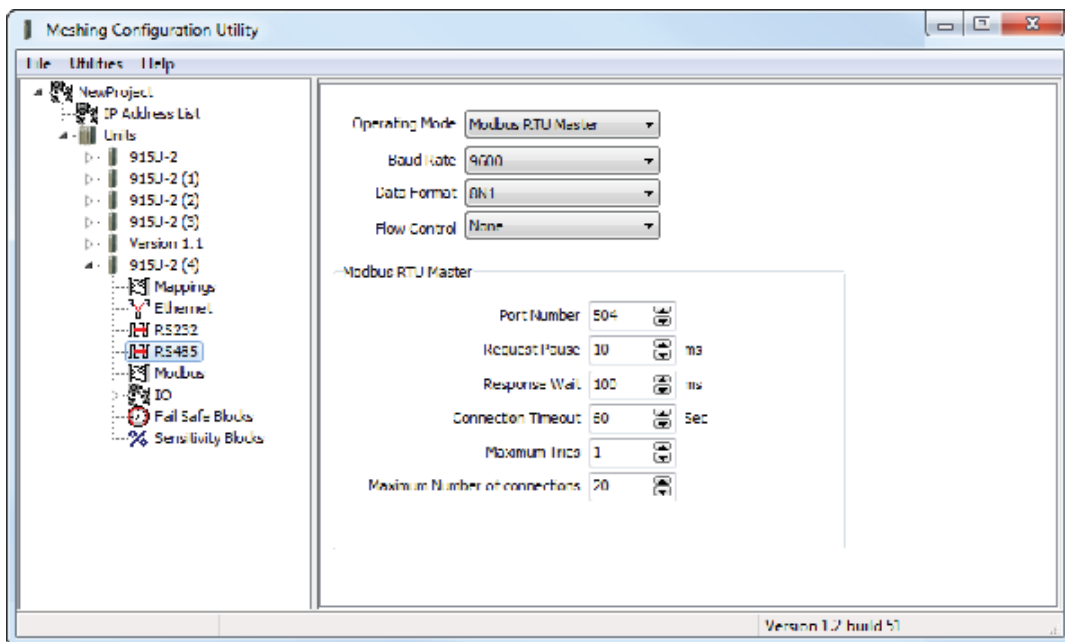 Meshing Configuration Utility
File Utilities Help
NewProject
IP Address List
Units
915U-2
915U-2 (1)
915U-2 (2)
915U-2 (3)
Version 1.1
915U-2 (4)
Mappings
Ethernet
RS232
RS485
Modbus
IO
Fail Safe Blocks
Sensitivity Blocks
Operating Mode Modbus RTU Master
Baud Rate 9600
Data Format 8N1
Flow Control None
Modbus RTU Master
Port Number 504
Request Pause 10 ms
Response Wait 100 ms
Connection Timeout 60 Sec
Maximum Tries 1
Maximum Number of connections 20
Version 1.2 build 51